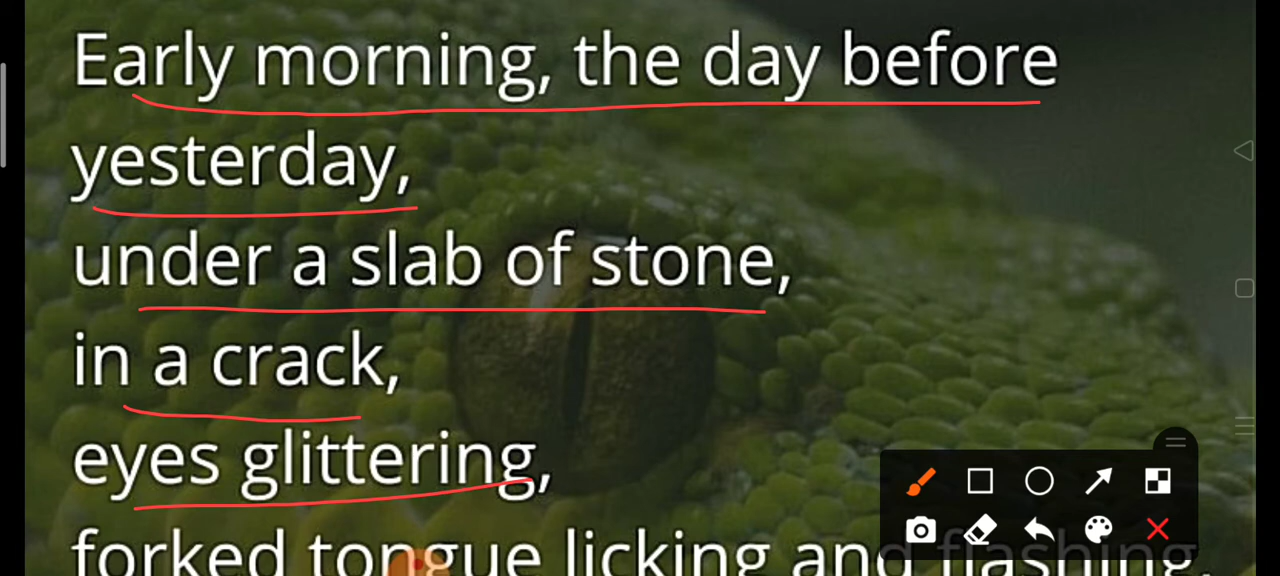 Early morning, the day before
yesterday,
under a slab of stone,
in a crack,
eyes glittering,
forked tongue licking and flashing,